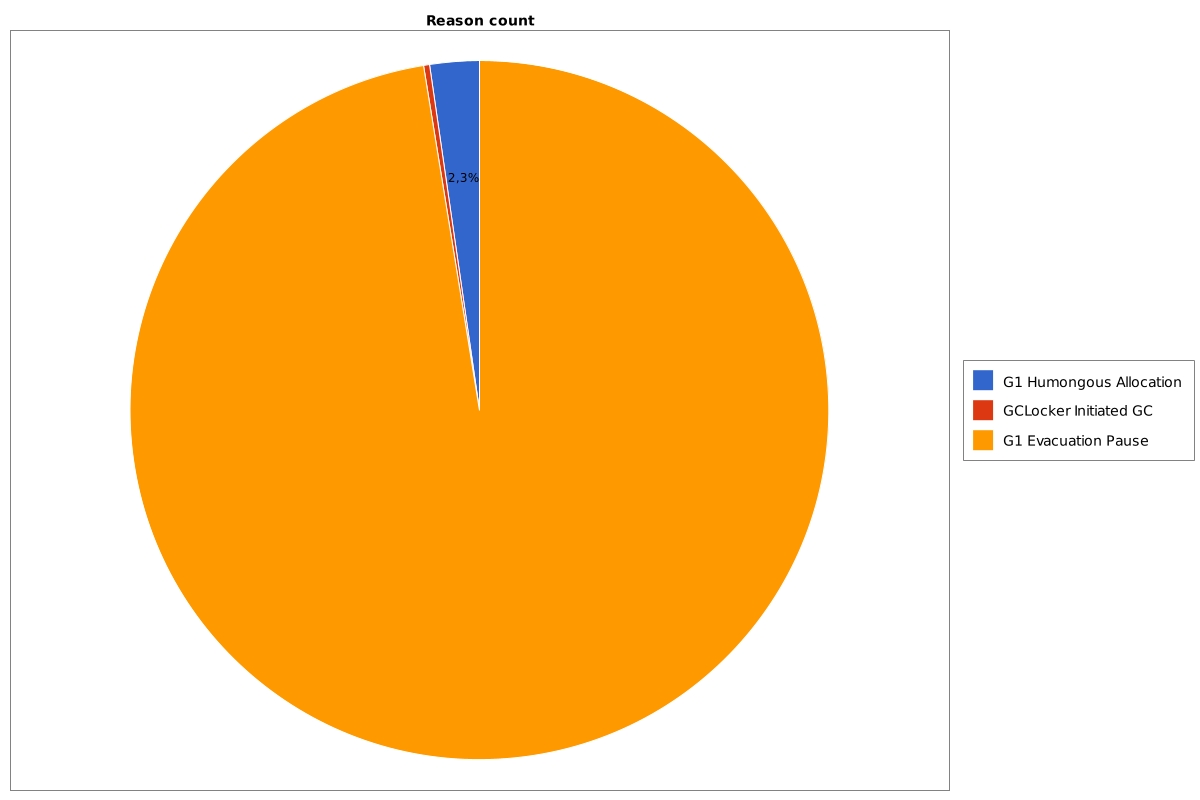 Reason count
2,3%
G1 Humongous Allocation
GCLocker Initiated GC
G1 Evacuation Pause